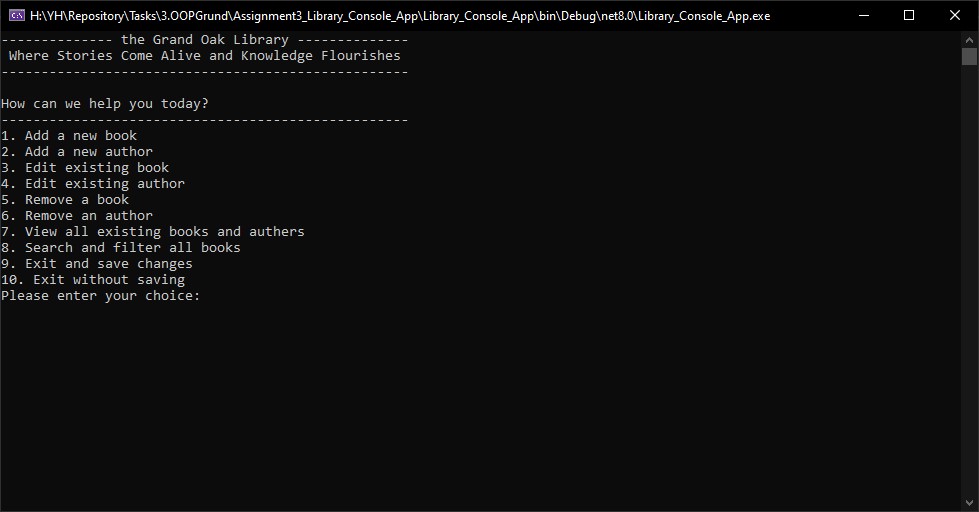 H:\YH\Repository\Tasks\3.OOPGrund\Assignment3_Library_Console_App\Library_Console_App\bin\Debug\net8.0\Library_Console_App.exe
-------------- the Grand Oak Library --------------
 Where Stories Come Alive and Knowledge Flourishes
---------------------------------------------------
How can we help you today?
---------------------------------------------------
1. Add a new book
2. Add a new author
3. Edit existing book
4. Edit existing author
5. Remove a book
6. Remove an author
7. View all existing books and authers
8. Search and filter all books
9. Exit and save changes
10. Exit without saving
Please enter your choice: